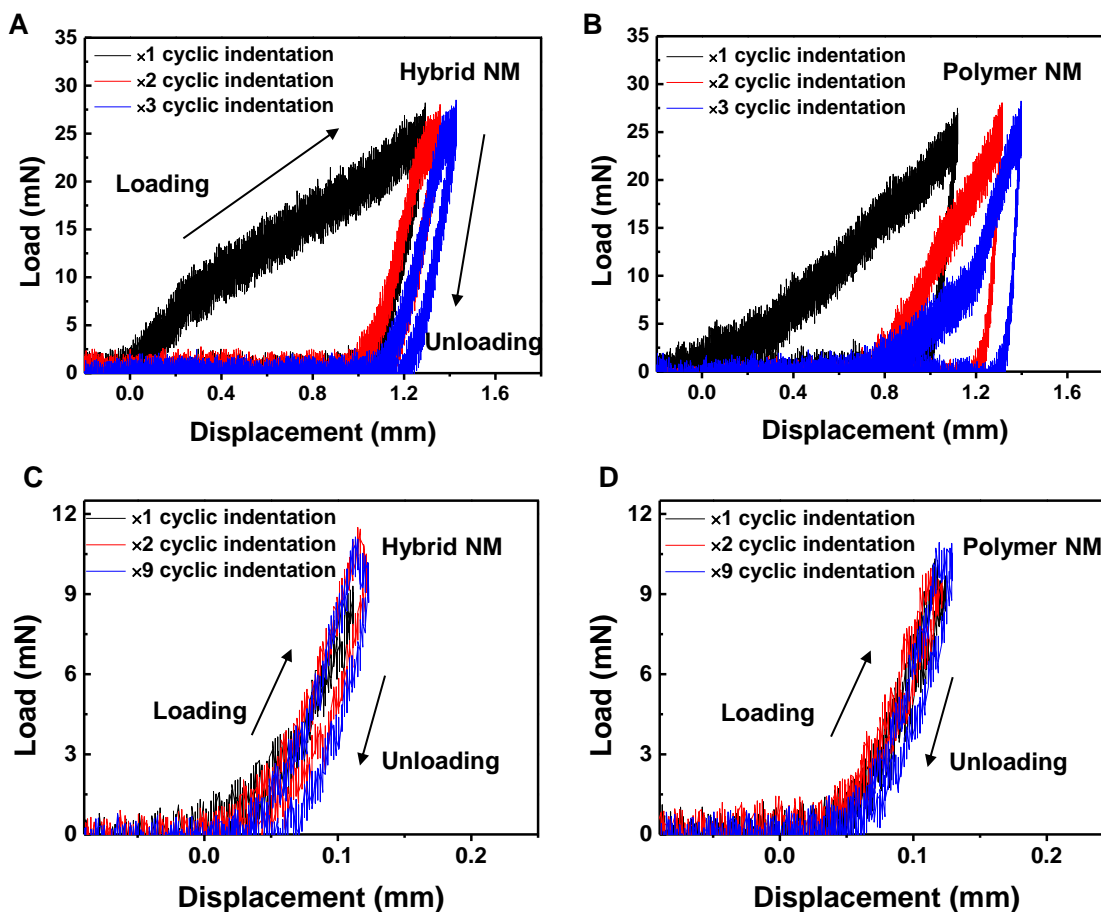 A
35
30
25
20
15
10
5
0
Load (mN)
×1 cyclic indentation
×2 cyclic indentation
×3 cyclic indentation
Hybrid NM
Loading
Unloading
0.0 0.4 0.8 1.2 1.6
Displacement (mm)
B
35
30
25
20
15
10
5
0
Load (mN)
×1 cyclic indentation
×2 cyclic indentation
×3 cyclic indentation
Polymer NM
0.0 0.4 0.8 1.2 1.6
Displacement (mm)
C
12
9
6
3
0
Load (mN)
×1 cyclic indentation
×2 cyclic indentation
×9 cyclic indentation
Hybrid NM
Loading
Unloading
0.0 0.1 0.2
Displacement (mm)
D
12
9
6
3
0
Load (mN)
×1 cyclic indentation
×2 cyclic indentation
×9 cyclic indentation
Polymer NM
Loading
Unloading
0.0 0.1 0.2
Displacement (mm)